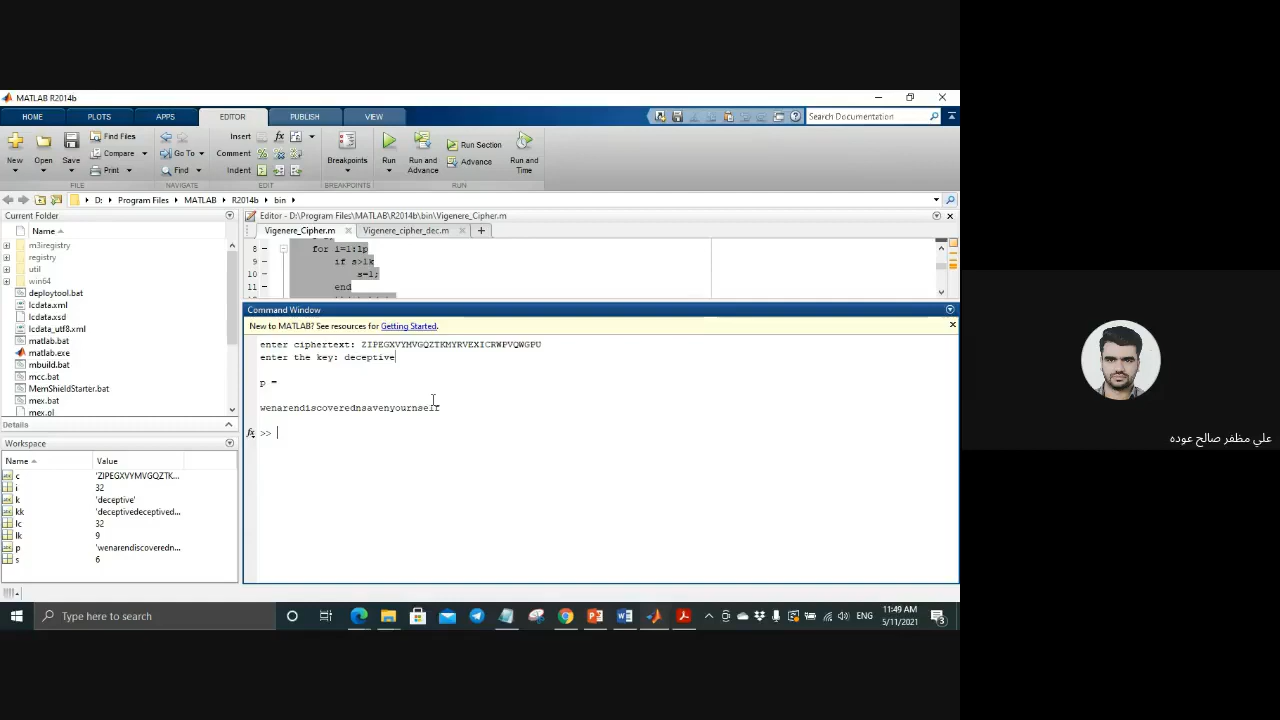 MATLAB R2014b
HOME PLOTS APPS EDITOR PUBLISH VIEW
Search Documentation
New Open Save
Find Files
Compare
Print
Go To
Find
Insert
Comment
Indent
Breakpoints
Run
Run and Advance
Run Section
Advance
Run and Time
FILE NAVIGATE EDIT BREAKPOINTS RUN
D: Program Files MATLAB R2014b bin
Current Folder
Name
m3iregistry
registry
util
win64
deploytool.bat
lcdata.xml
lcdata.xsd
lcdata_utf8.xml
matlab.bat
matlab.exe
mbuild.bat
mcc.bat
MemShieldStarter.bat
mex.bat
mex.pl
Details
Workspace
Name Value
c 'ZIPEGXVYMVGQZTK...
i 32
k 'deceptive'
kk 'deceptivedeceptived...
lc 32
lk 9
p 'wenarendiscoveredn...
s 6
Editor - D:\Program Files\MATLAB\R2014b\bin\Vigenere_Cipher.m
Vigenere_Cipher.m Vigenere_cipher_dec.m
8 for i=1:lp
9 if s>lk
10 s=1;
11 end
Command Window
New to MATLAB? See resources for Getting Started.
enter ciphertext: ZIPEGXVYMVGQZTKMYRVEXICRWPVQWGPU
enter the key: deceptive
p =
wenarendiscoverednsavenyournself
fx >>
Type here to search
ENG
11:49 AM
5/11/2021
3
علي مظفر صالح عوده